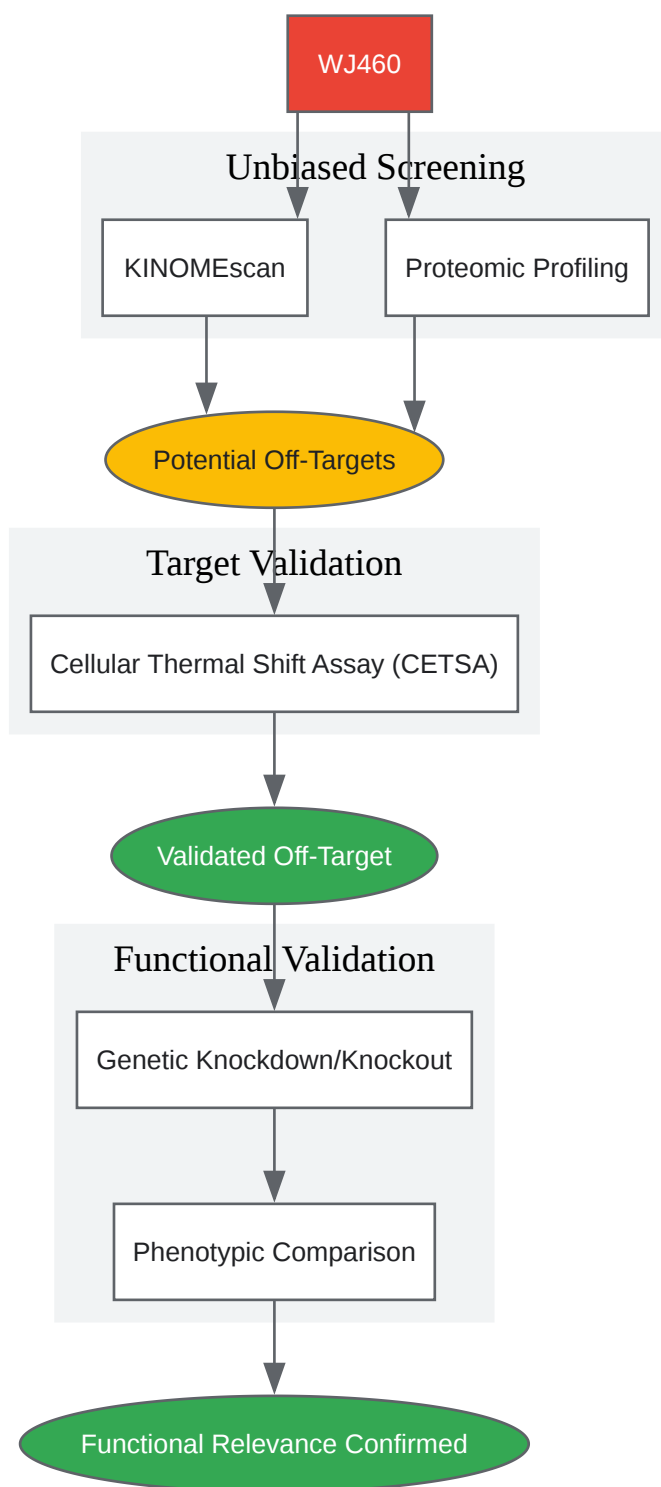 WJ460
Unbiased Screening
KINOMEscan
Proteomic Profiling
Potential Off-Targets
Target Validation
Cellular Thermal Shift Assay (CETSA)
Validated Off-Target
Functional Validation
Genetic Knockdown/Knockout
Phenotypic Comparison
Functional Relevance Confirmed